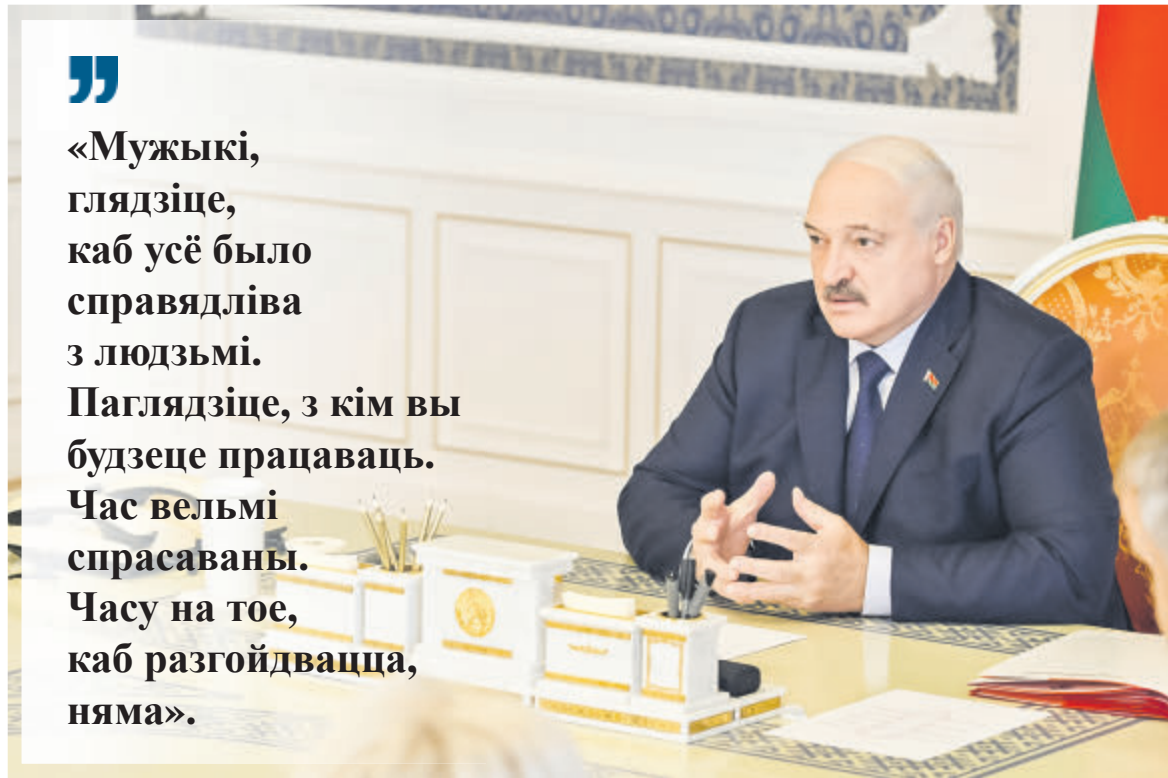 «Мужыкі,
глядзіце,
каб усё было
справядліва
з людзьмі.
Паглядзіце, з кім вы
будзеце працаваць.
Час вельмі
спрасаваны.
Часу на тое,
каб разгойдвацца,
няма».